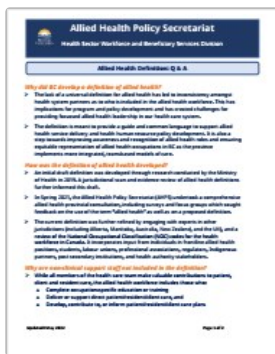 Allied Health Policy Secretariat
Health Sector Workforce and Beneficiary Services Division
Allied Health Definition: Q & A
Why did BC develop a definition of allied health?
The lack of a universal definition for allied health has led to inconsistency amongst
health system partners as to who is included in the allied health workforce. This has
implications for program and policy development and has created challenges for
providing focused allied health leadership in our health care system.
The definition is meant to provide a guide and common language to support allied
health service delivery and health human resource policy development. It is also a
step towards improving awareness and recognition of allied health roles and ensuring
equitable representation of allied health occupations in BC as the province
implements more integrated, team-based models of care.
How was the definition of allied health developed?
An initial draft definition was developed through research conducted by the Ministry
of Health in 2019. A jurisdictional scan and evidence review of allied health definitions
further informed this draft.
In Spring 2021, the Allied Health Policy Secretariat (AHPS) undertook a comprehensive
allied health provincial consultation, including surveys and focus groups which sought
feedback on the use of the term "allied health" as well as on a proposed definition.
The current definition was further refined by engaging with experts in other
jurisdictions (including Alberta, Manitoba, Australia, New Zealand, and the UK), and a
review of the National Occupational Classification (NOC) codes for the health
workforce in Canada. It incorporates input from individuals in frontline allied health
positions, students, labour unions, professional associations, regulators, Indigenous
partners, post secondary institutions, and health authority stakeholders.
Why are non-clinical support staff not included in the definition?
While all members of the health care team make valuable contributions to patient,
client and resident care, the allied health workforce includes those who
Complete occupation-specific education or training
Deliver or support direct patient/resident/client care, and
Develop, contribute to, or inform patient/resident/client care plans
Updated May 2022
Page 1 of 2